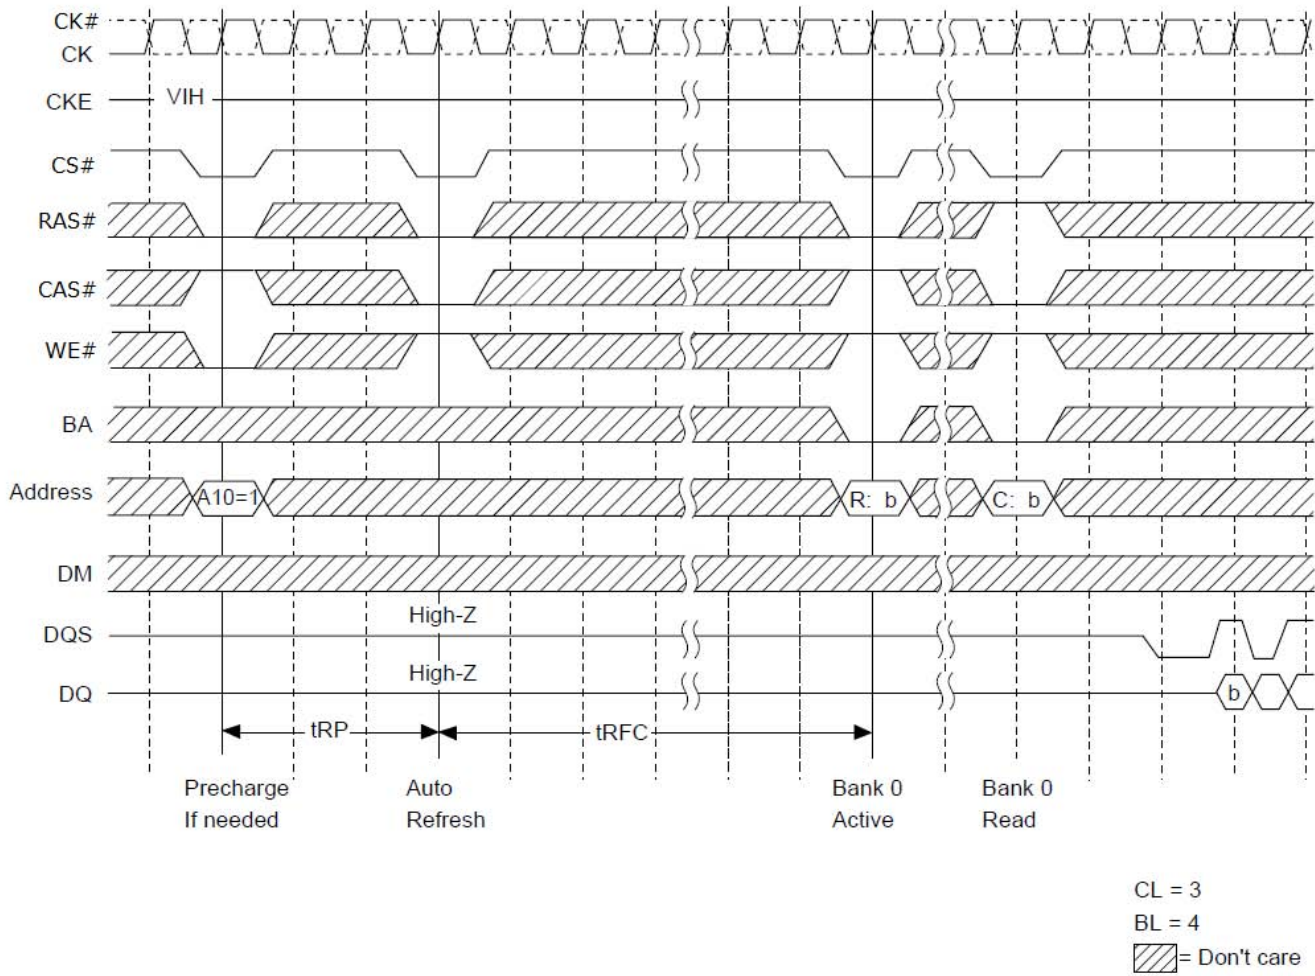 CK#
CK
CKE
VIH
CS#
RAS#
CAS#
WE#
BA
Address
A10=1
R: b
C: b
DM
High-Z
DQS
High-Z
DQ
b
tRP
tRFC
Precharge
If needed
Auto
Refresh
Bank 0
Active
Bank 0
Read
CL = 3
BL = 4
= Don't care